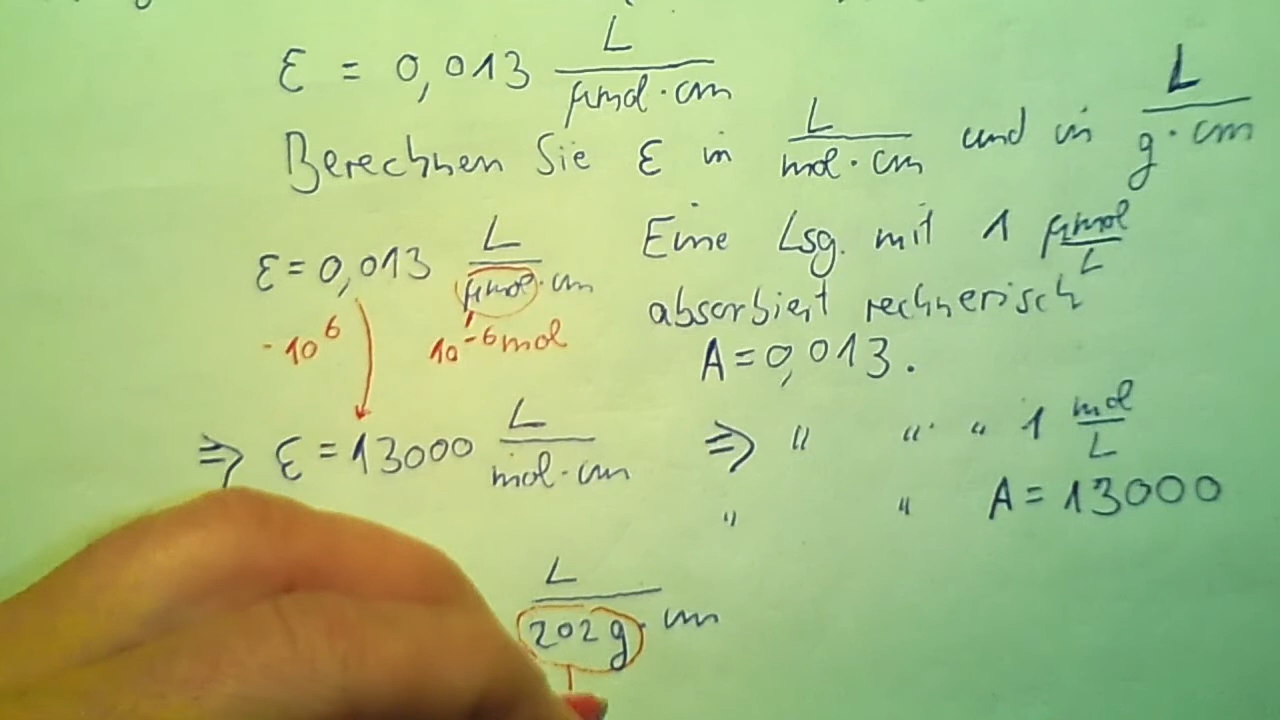 ε = 0,013 L / µmol · cm
Berechnen Sie ε in L / mol · cm und in L / g · cm
ε = 0,013 L / µmol · cm
Eine Lsg. mit 1 µmol / L
absorbiert rechnerisch
· 10⁶
10⁻⁶ mol
A = 0,013.
⇒ ε = 13000 L / mol · cm
⇒ " " " 1 mol / L
" " A = 13000
L / 202 g · cm